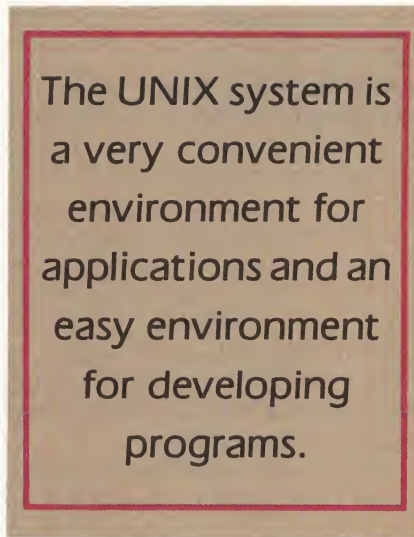 The UNIX system is
a very convenient
environment for
applications and an
easy environment
for developing
programs.